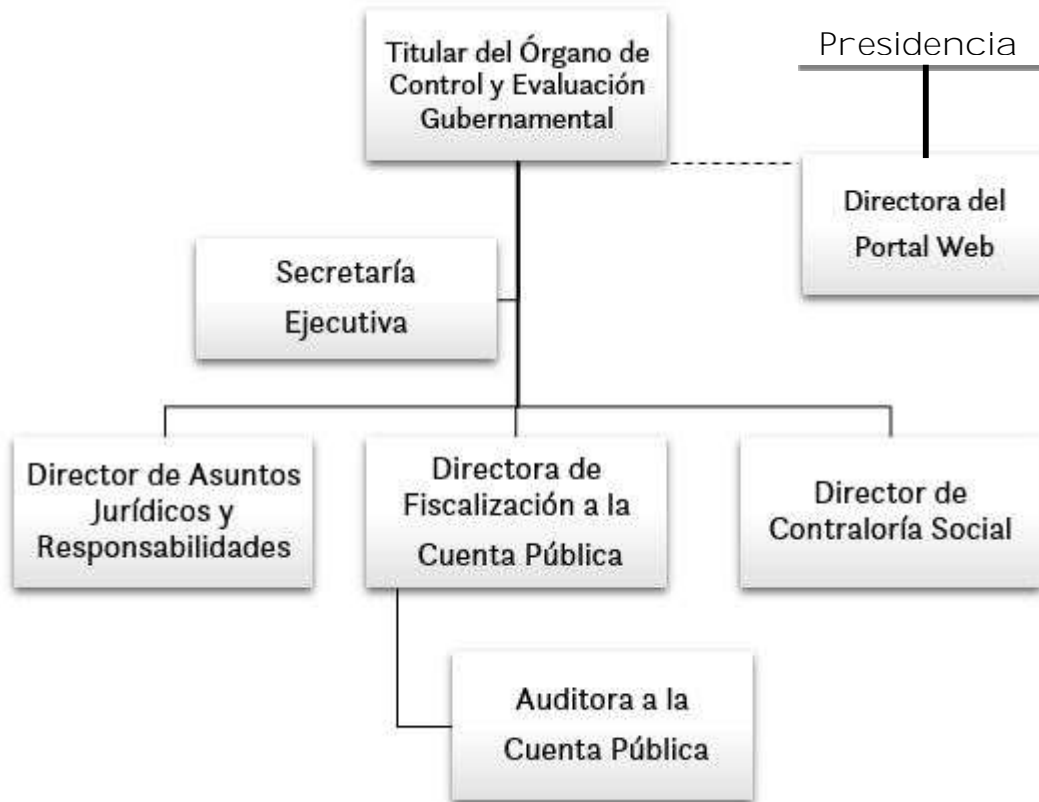 Titular del Órgano de
Control y Evaluación
Gubernamental
Presidencia
Directora del
Portal Web
Secretaría
Ejecutiva
Director de Asuntos
Jurídicos y
Responsabilidades
Directora de
Fiscalización a la
Cuenta Pública
Director de
Contraloría Social
Auditora a la
Cuenta Pública